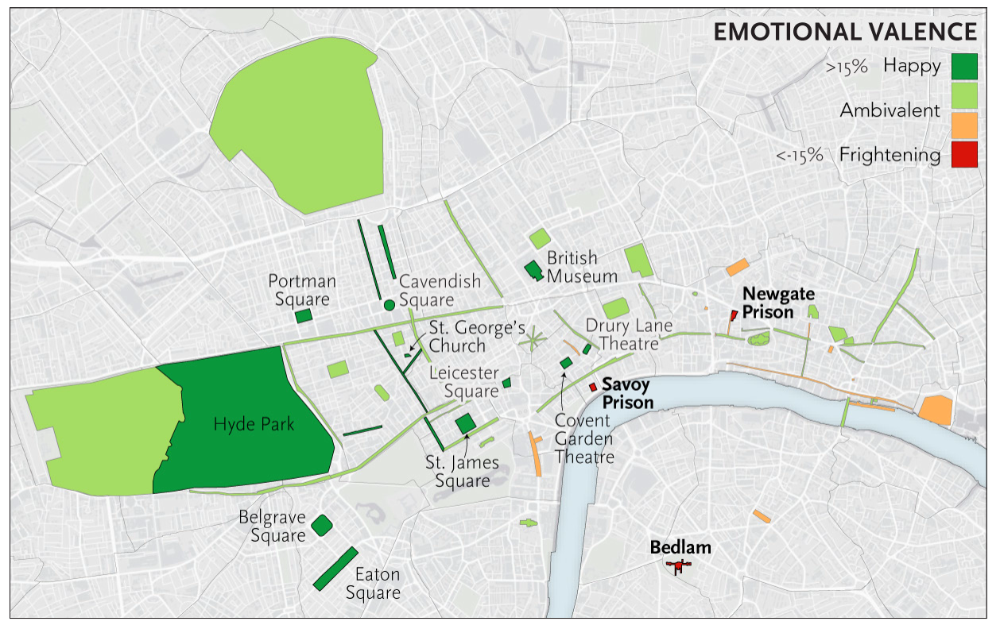 EMOTIONAL VALENCE
>15% Happy
Ambivalent
<-15% Frightening
British
Museum
Portman
Square
Cavendish
Square
Newgate
Prison
St. George's
Church
Drury Lane
Theatre
Leicester
Square
Savoy
Prison
Hyde Park
Covent
Garden
Theatre
St. James
Square
Belgrave
Square
Bedlam
Eaton
Square